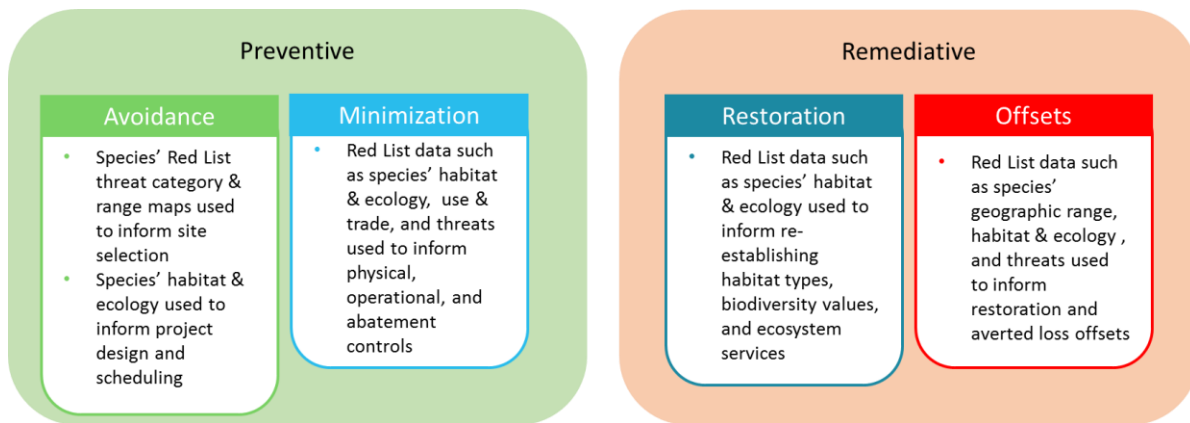 Preventive
Avoidance
• Species’ Red List
threat category &
range maps used
to inform site
selection
• Species’ habitat &
ecology used to
inform project
design and
scheduling
Minimization
• Red List data such
as species’ habitat
& ecology, use &
trade, and threats
used to inform
physical,
operational, and
abatement
controls
Remediative
Restoration
• Red List data such
as species’ habitat
& ecology used to
inform re-
establishing
habitat types,
biodiversity values,
and ecosystem
services
Offsets
• Red List data such
as species’
geographic range,
habitat & ecology ,
and threats used
to inform
restoration and
averted loss offsets